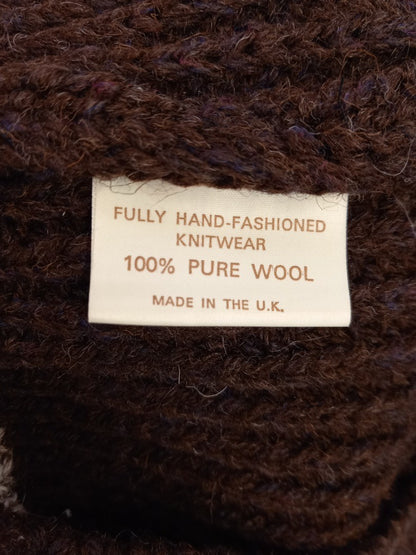 FULLY HAND-FASHIONED
KNITWEAR
100% PURE WOOL
MADE IN THE U.K.